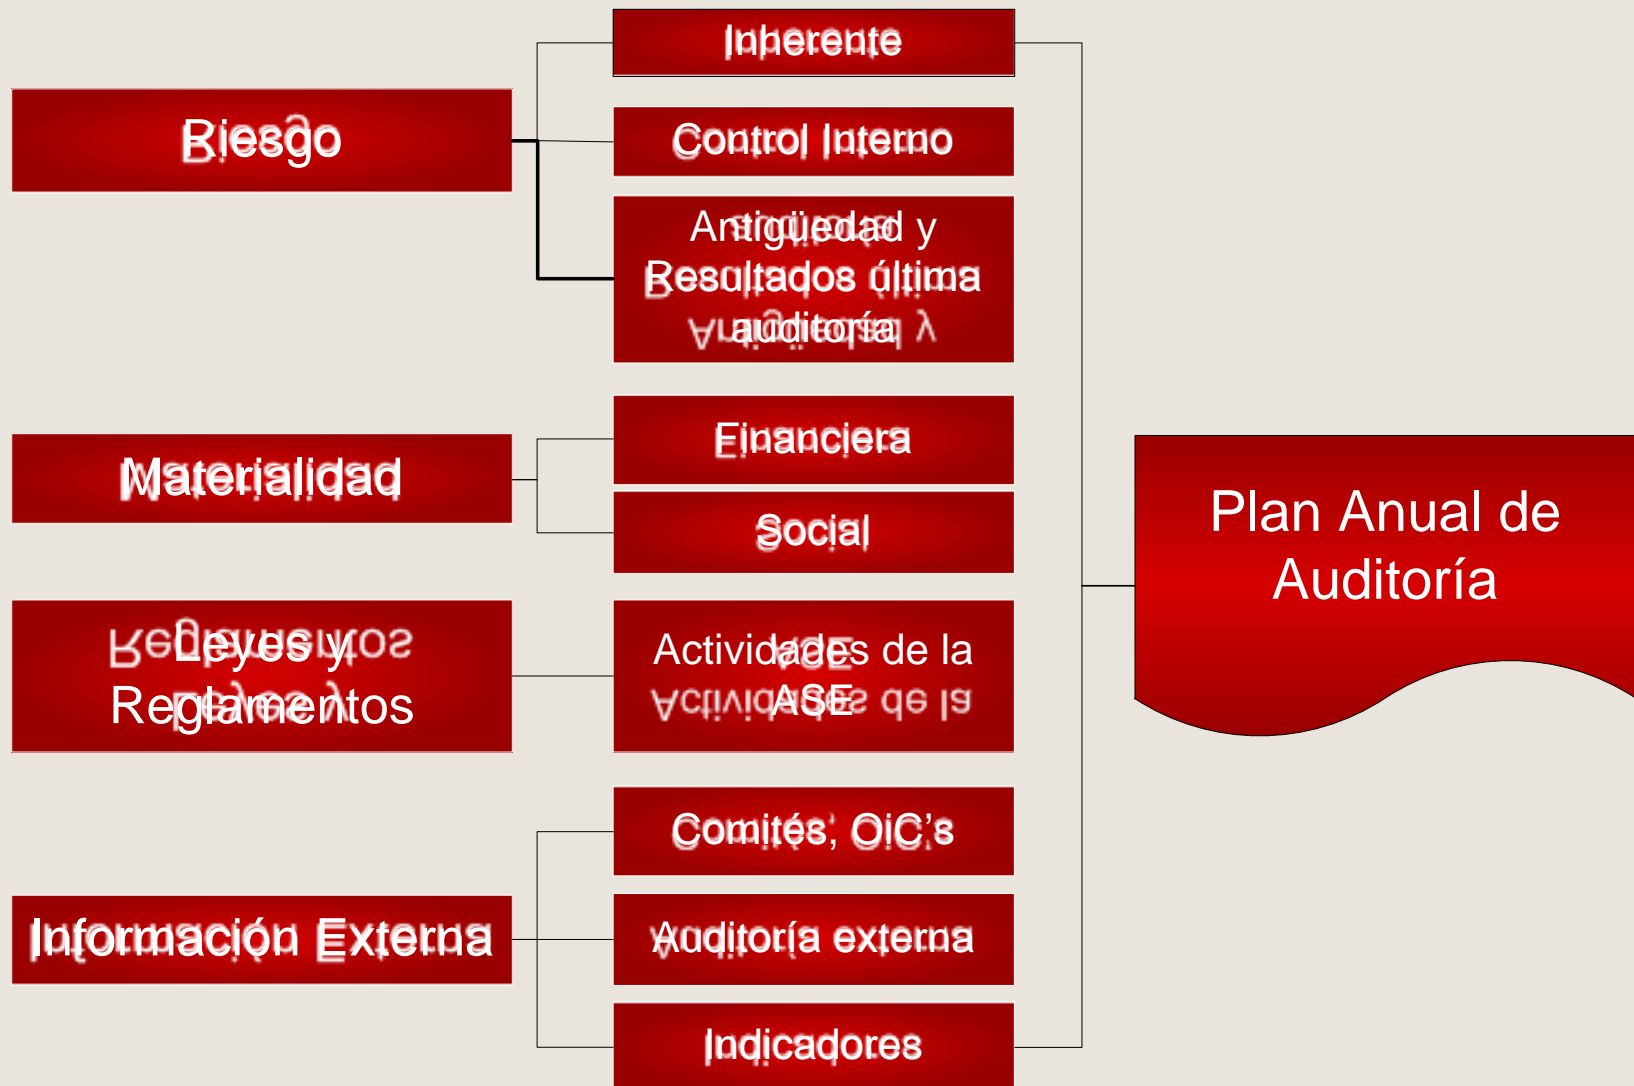 Riesgo
Inherente
Control Interno
Antigüedad y
Resultados última
auditoría
Materialidad
Financiera
Social
Leyes y
Reglamentos
Actividades de la
ASE
Información Externa
Comités, OiC's
Auditoría externa
Indicadores
Plan Anual de
Auditoría